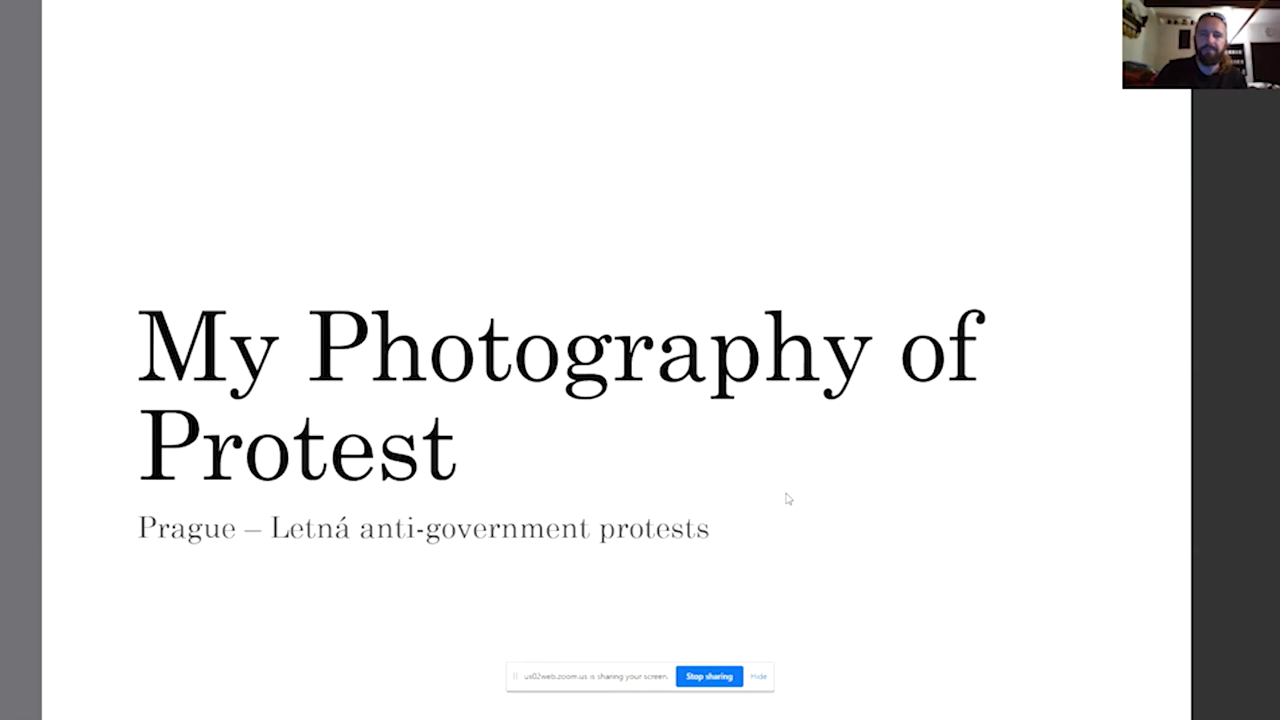 My Photography of
Protest
Prague – Letná anti-government protests
us02web.zoom.us is sharing your screen.
Stop sharing
Hide